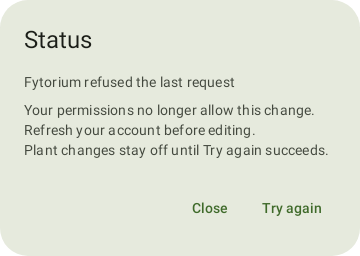 Status
Fytorium refused the last request
Your permissions no longer allow this change.
Refresh your account before editing.
Plant changes stay off until Try again succeeds.
Close
Try again